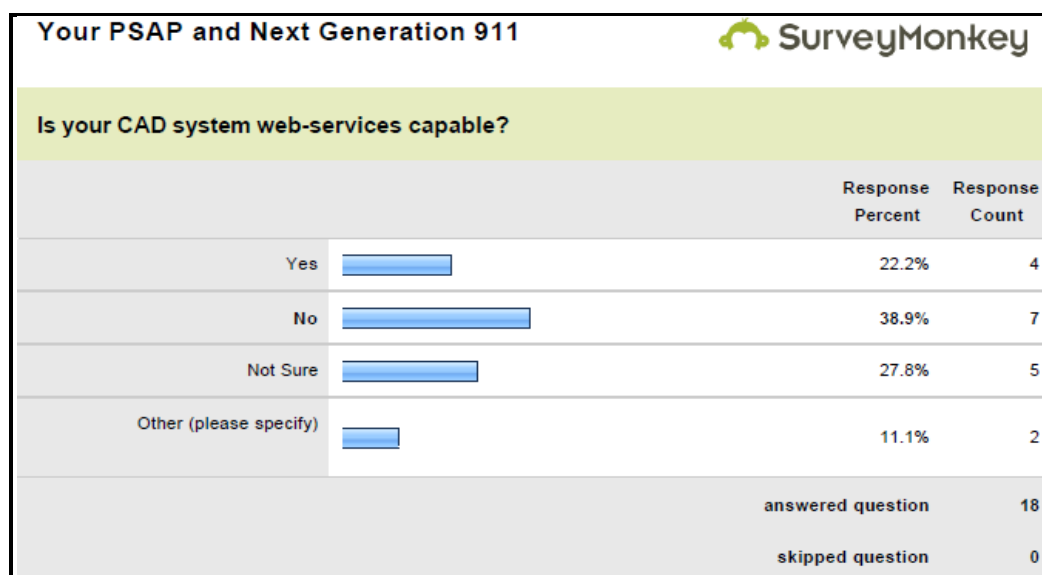 Your PSAP and Next Generation 911
SurveyMonkey
Is your CAD system web-services capable?
Response Percent
Response Count
Yes 22.2% 4
No 38.9% 7
Not Sure 27.8% 5
Other (please specify) 11.1% 2
answered question 18
skipped question 0